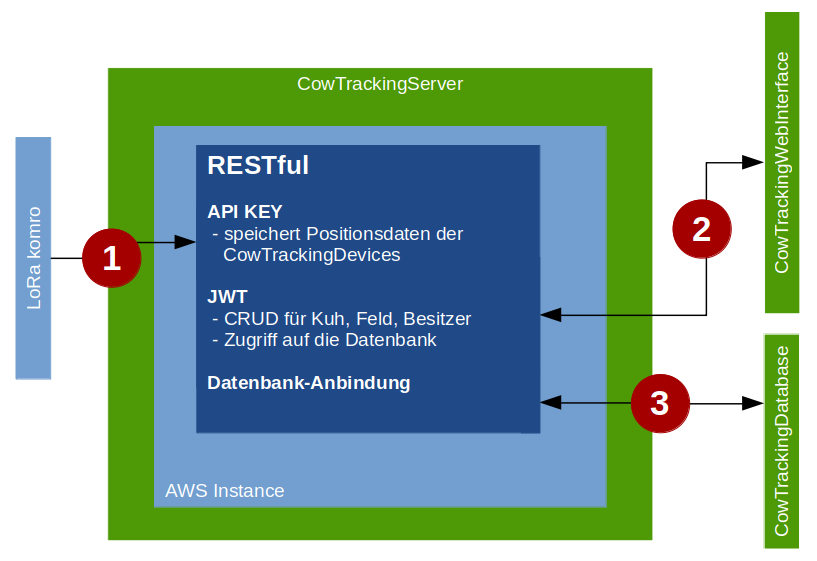 CowTrackingServer
LoRa komro
1
RESTful
API KEY
- speichert Positionsdaten der
CowTrackingDevices
JWT
- CRUD für Kuh, Feld, Besitzer
- Zugriff auf die Datenbank
Datenbank-Anbindung
AWS Instance
2
CowTrackingWebInterface
3
CowTrackingDatabase